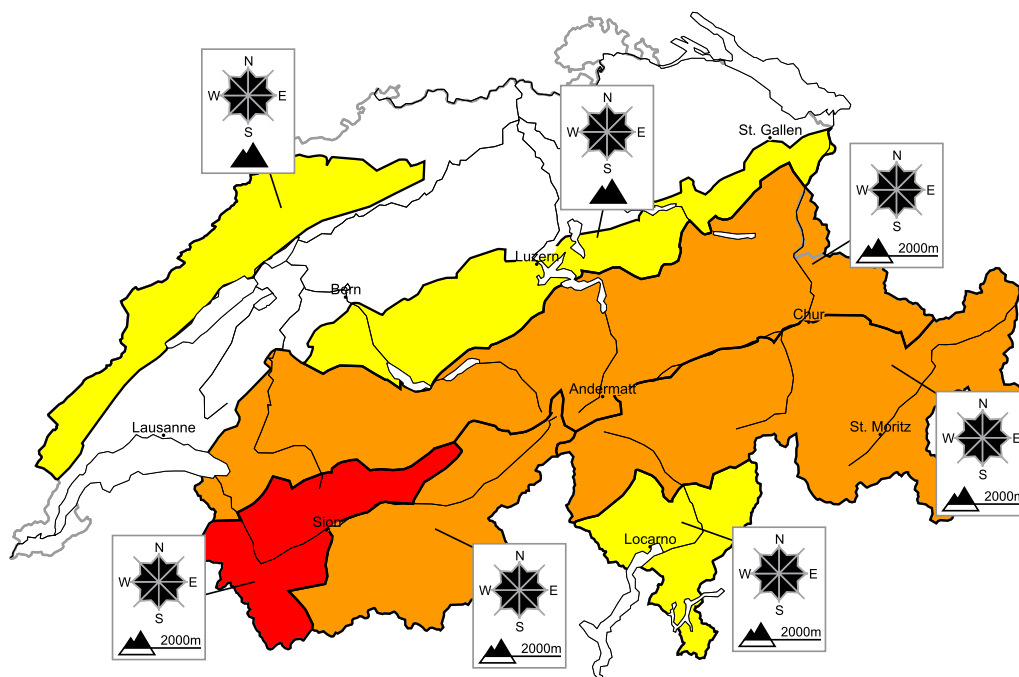 N
W E
S
N
W E
S
St. Gallen
N
W E
S
2000m
Luzern
Bern
Chur
Andermatt
N
W E
S
2000m
Lausanne
St. Moritz
Sion
Locarno
N
W E
S
2000m
N
W E
S
2000m
N
W E
S
2000m